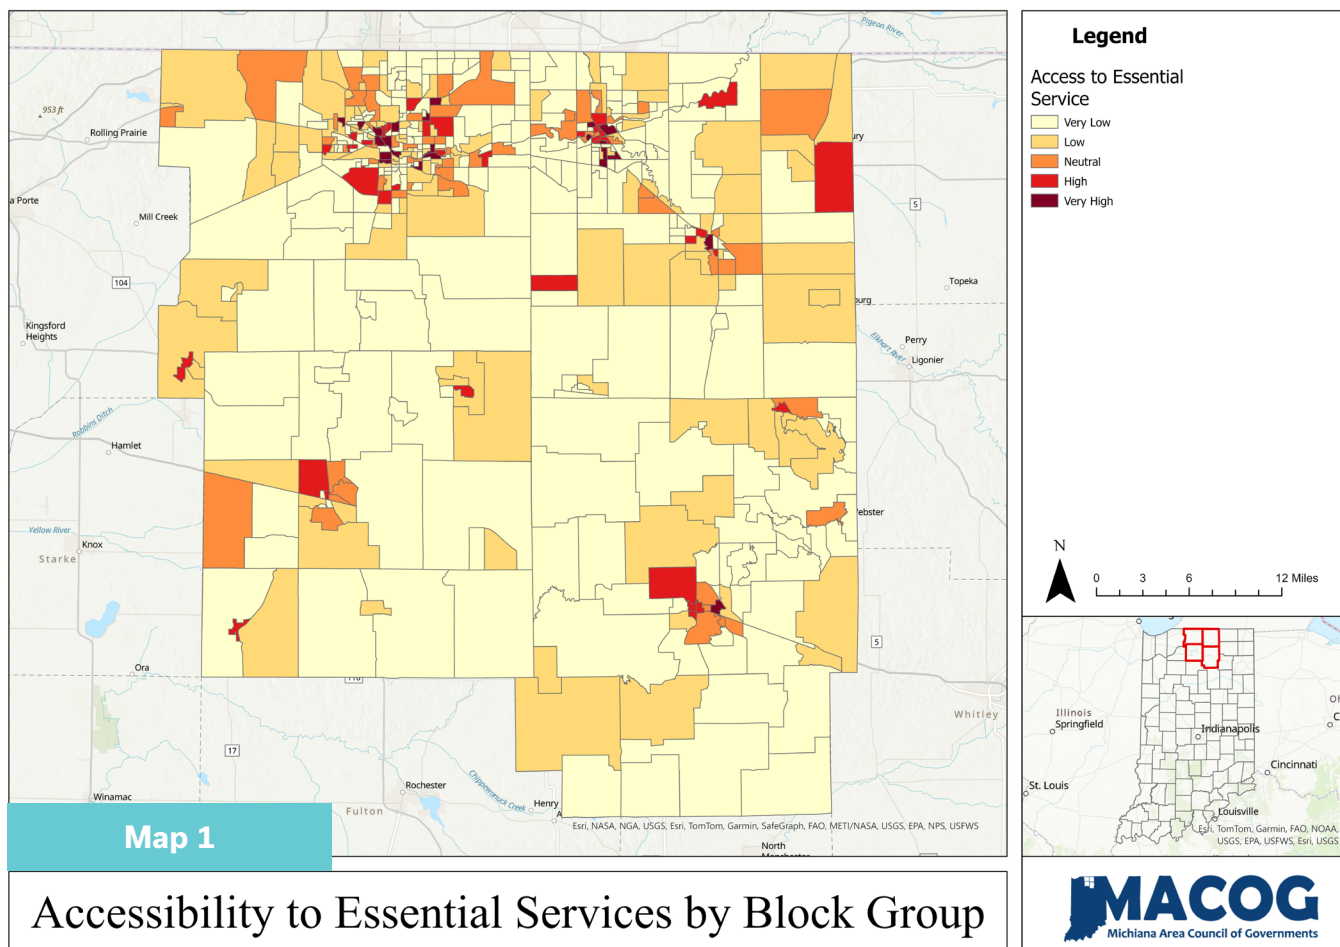 Pigeon River
953 ft
Rolling Prairie
ury
a Porte
5
Mill Creek
104
Topeka
burg
Kingsford
Heights
Elkhart River
Perry
Ligonier
Robbins Ditch
Hamlet
Yellow River
Knox
Starke
ebster
5
Ora
110
Whitley
17
Rochester
Chippewanuck Creek
Henry
A
Winamac
Fulton
Esri, NASA, NGA, USGS, Esri, TomTom, Garmin, SafeGraph, FAO, METI/NASA, USGS, EPA, NPS, USFWS
North
Manchester
Map 1
Accessibility to Essential Services by Block Group
Legend
Access to Essential
Service
Very Low
Low
Neutral
High
Very High
N
0 3 6 12 Miles
Illinois
Springfield
Indianapolis
Cincinnati
St. Louis
Louisville
Esri, TomTom, Garmin, FAO, NOAA,
USGS, EPA, USFWS, Esri, USGS
MACOG
Michiana Area Council of Governments